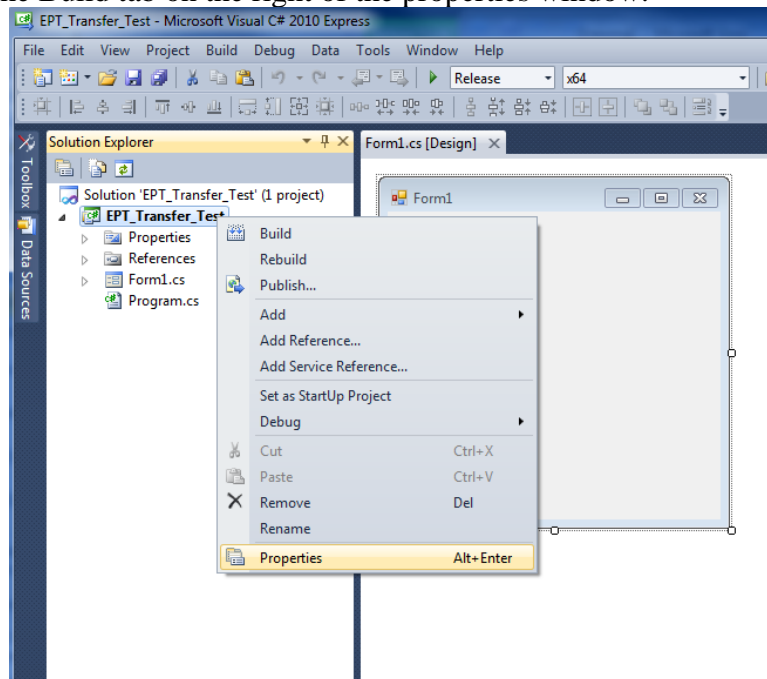 he Build tab on the right of the properties window.
EPT_Transfer_Test - Microsoft Visual C# 2010 Express
File Edit View Project Build Debug Data Tools Window Help
Release x64
Solution Explorer
Form1.cs [Design]
Toolbox
Data Sources
Solution 'EPT_Transfer_Test' (1 project)
EPT_Transfer_Test
Properties
References
Form1.cs
Program.cs
Form1
Build
Rebuild
Publish...
Add
Add Reference...
Add Service Reference...
Set as StartUp Project
Debug
Cut Ctrl+X
Paste Ctrl+V
Remove Del
Rename
Properties Alt+Enter